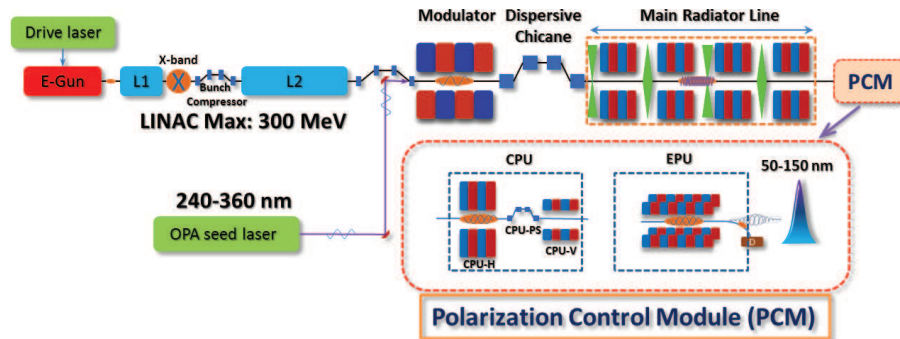 Modulator
Dispersive
Chicane
Main Radiator Line
Drive laser
X-band
E-Gun
L1
X
Bunch
Compressor
L2
PCM
LINAC Max: 300 MeV
CPU
EPU
50-150 nm
240-360 nm
OPA seed laser
CPU-PS
CPU-H
CPU-V
D
Polarization Control Module (PCM)